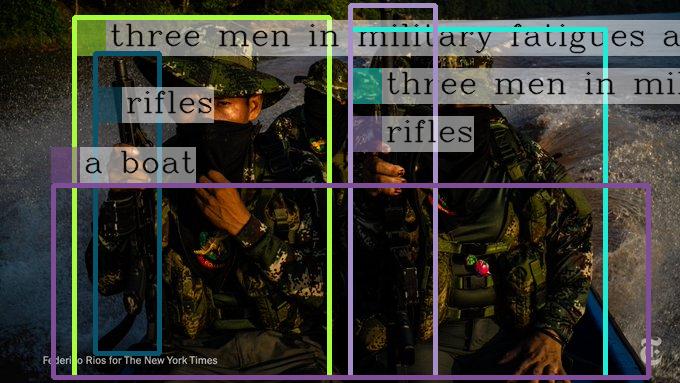 three men in military fatigues a
three men in mil
rifles
rifles
a boat
Federico Rios for The New York Times
T